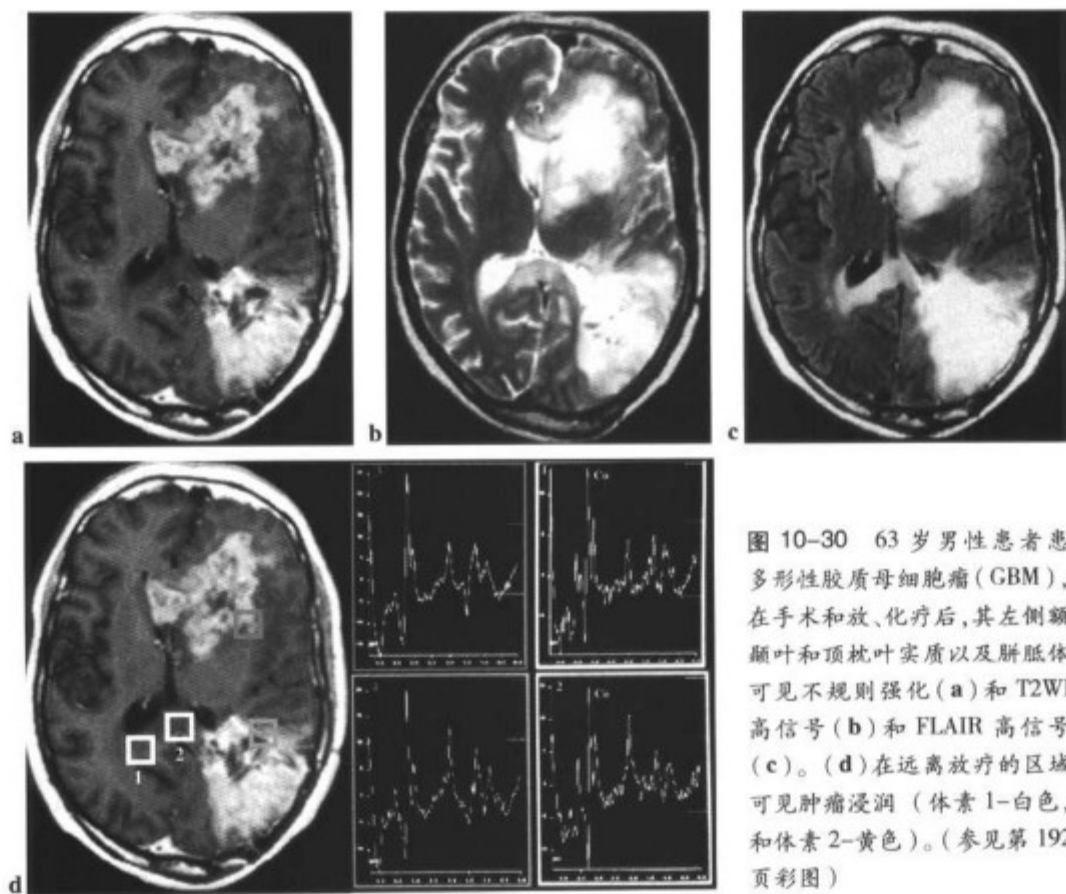 a
b
c
1
2
Co
2
Co
d
图 10-30 63 岁男性患者患
多形性胶质母细胞瘤(GBM)、
在手术和放、化疗后,其左侧额
颞叶和顶枕叶实质以及胼胝体
可见不规则强化(a)和 T2WI
高信号(b)和 FLAIR 高信号
(c)。(d)在远离放疗的区域
可见肿瘤浸润 (体素 1-白色,
和体素 2-黄色)。(参见第 192
页彩图)